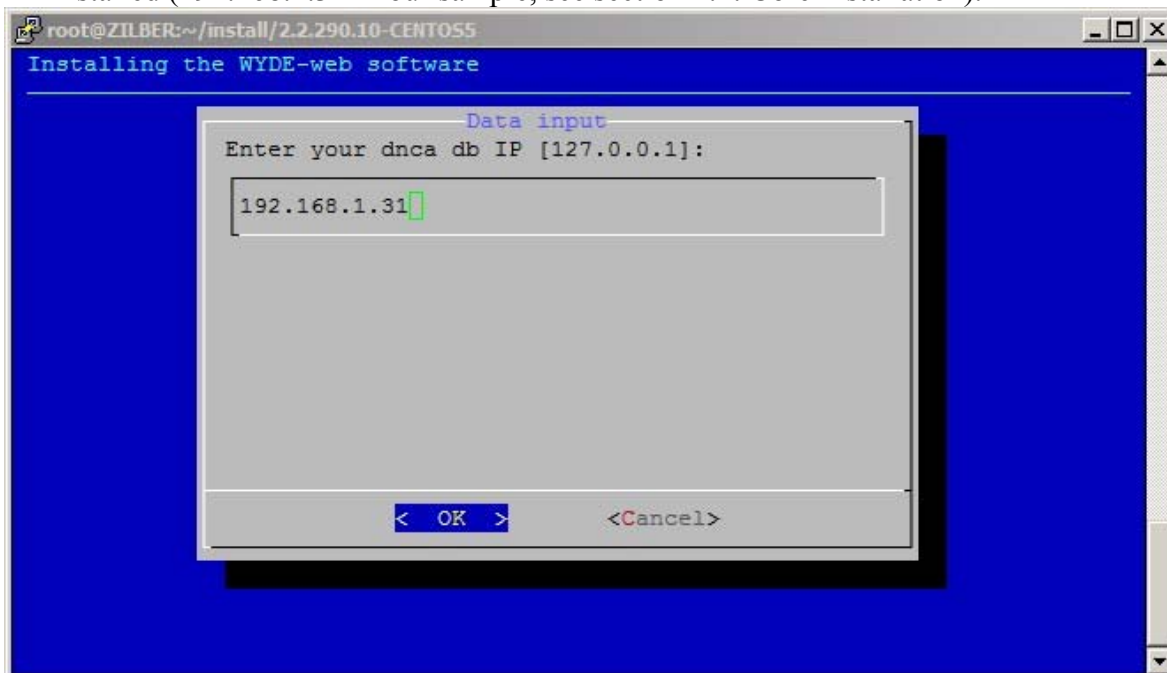 root@ZILBER:~/install/2.2.290.10-CENTOS5
Installing the WYDE-web software
Data input
Enter your dnca db IP [127.0.0.1]:
192.168.1.31
< OK > <Cancel>